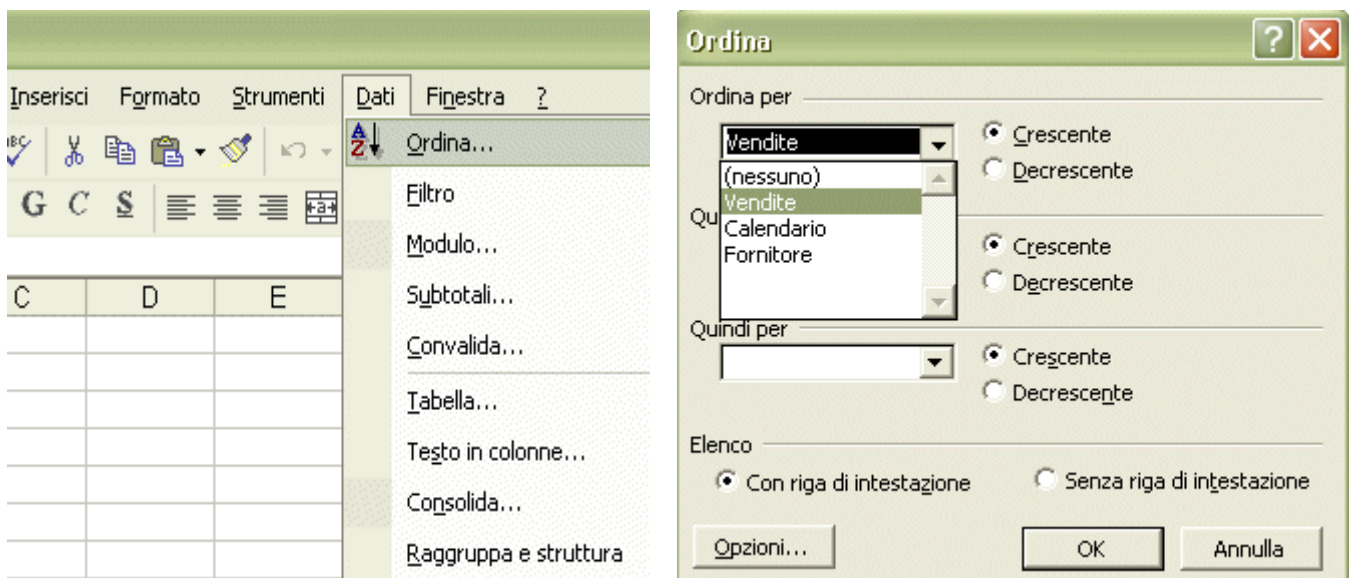 Inserisci Formato Strumenti Dati Finestra ?
ABC
G C S
a
C D E
Ordina...
Filtro
Modulo...
Subtotali...
Convalida...
Tabella...
Testo in colonne...
Consolida...
Raggruppa e struttura
Ordina
Ordina per
Vendite
Crescente
Decrescente
(nessuno)
Vendite
Calendario
Fornitore
Qu
Crescente
Decrescente
Quindi per
Crescente
Decrescente
Elenco
Con riga di intestazione Senza riga di intestazione
Opzioni... OK Annulla